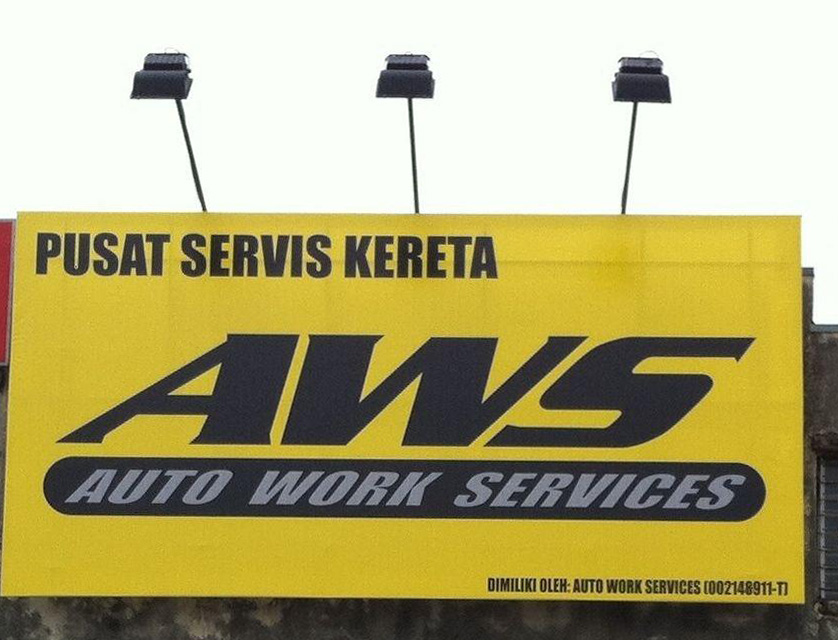 PUSAT SERVIS KERETA
AWS
AUTO WORK SERVICES
DIMILIKI OLEH: AUTO WORK SERVICES (002148911-T)